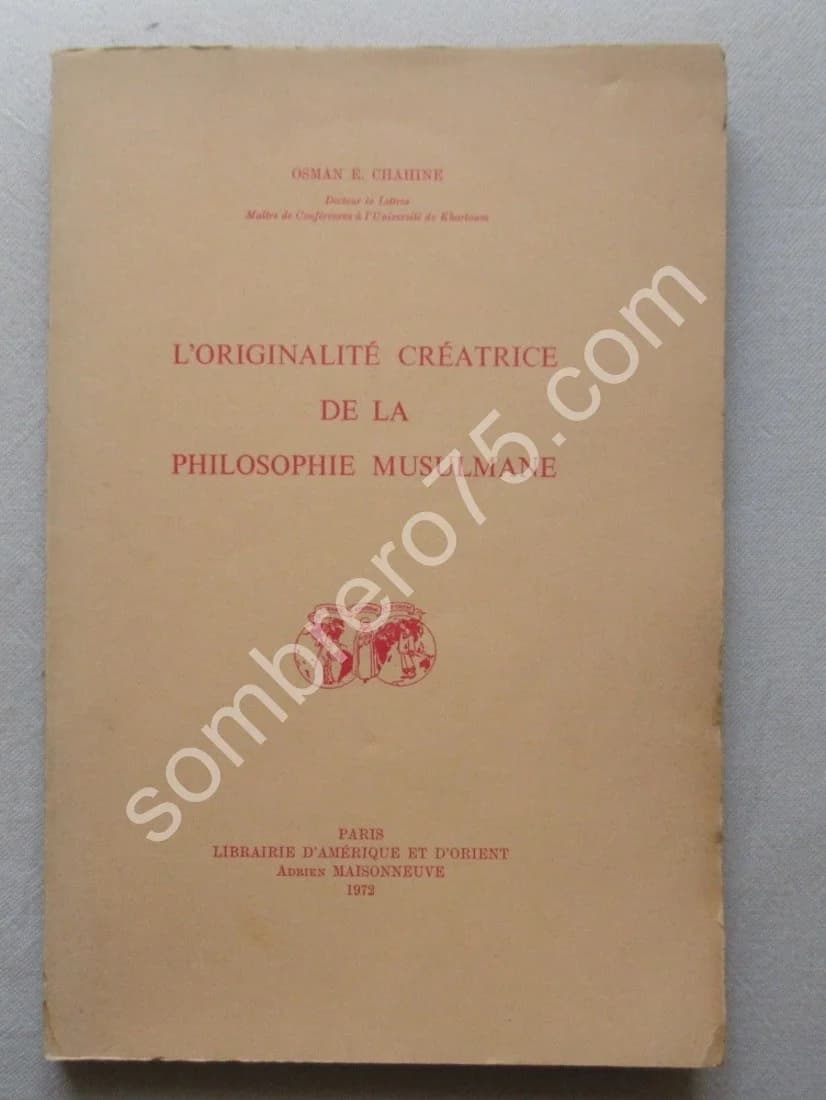 OSMAN E. CHAHINE
Docteur ès Lettres
Maître de Conférences à l'Université de Khartoum
L'ORIGINALITÉ CRÉATRICE
DE LA
PHILOSOPHIE MUSULMANE
PARIS
LIBRAIRIE D'AMÉRIQUE ET D'ORIENT
ADRIEN MAISONNEUVE
1972
sombrero75.com